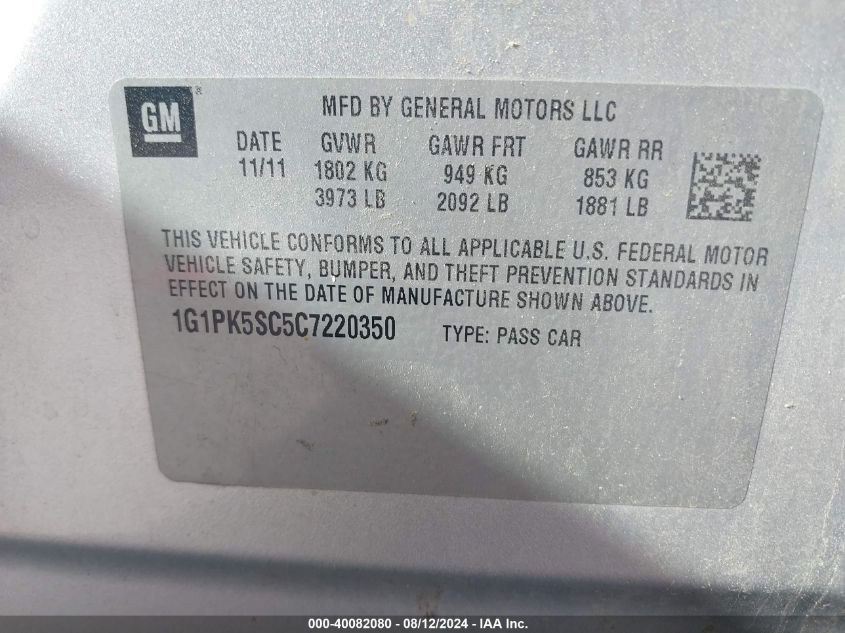 GM®
MFD BY GENERAL MOTORS LLC
DATE GVWR GAWR FRT GAWR RR
11/11 1802 KG 949 KG 853 KG
3973 LB 2092 LB 1881 LB
THIS VEHICLE CONFORMS TO ALL APPLICABLE U.S. FEDERAL MOTOR
VEHICLE SAFETY, BUMPER, AND THEFT PREVENTION STANDARDS IN
EFFECT ON THE DATE OF MANUFACTURE SHOWN ABOVE.
1G1PK5SC5C7220350 TYPE: PASS CAR
000-40082080 - 08/12/2024 - IAA Inc.